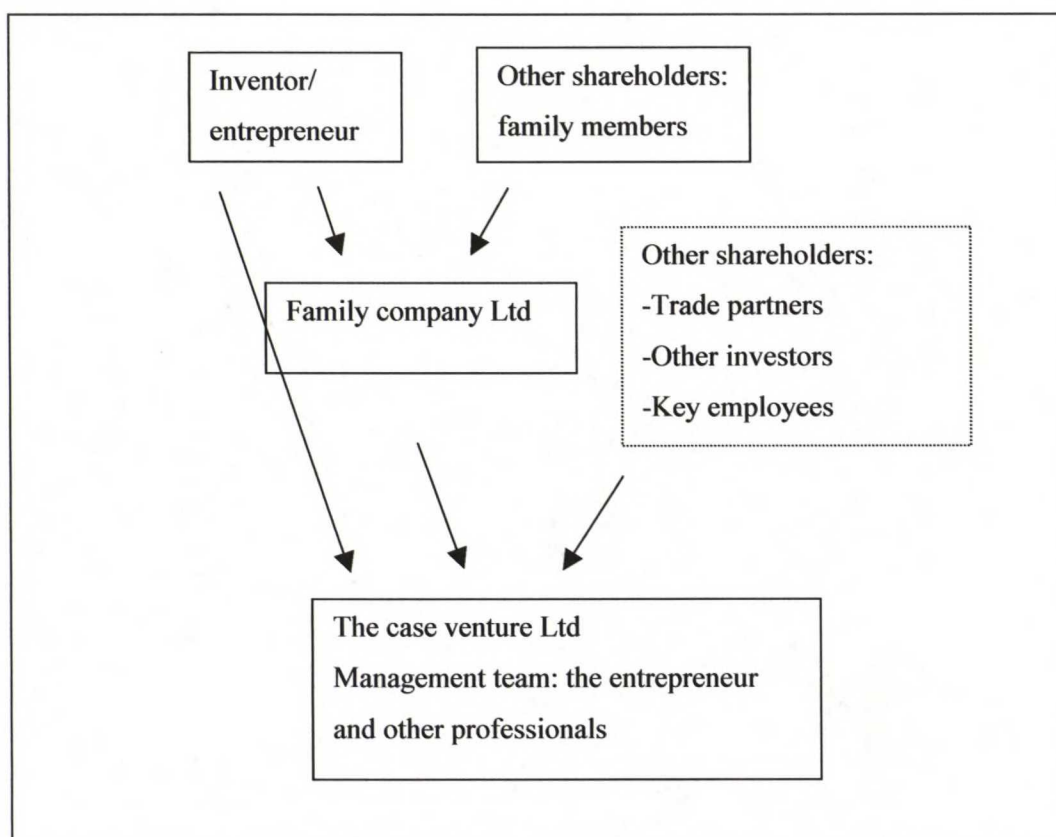 Inventor/
entrepreneur
Other shareholders:
family members
Other shareholders:
-Trade partners
-Other investors
-Key employees
Family company Ltd
The case venture Ltd
Management team: the entrepreneur
and other professionals